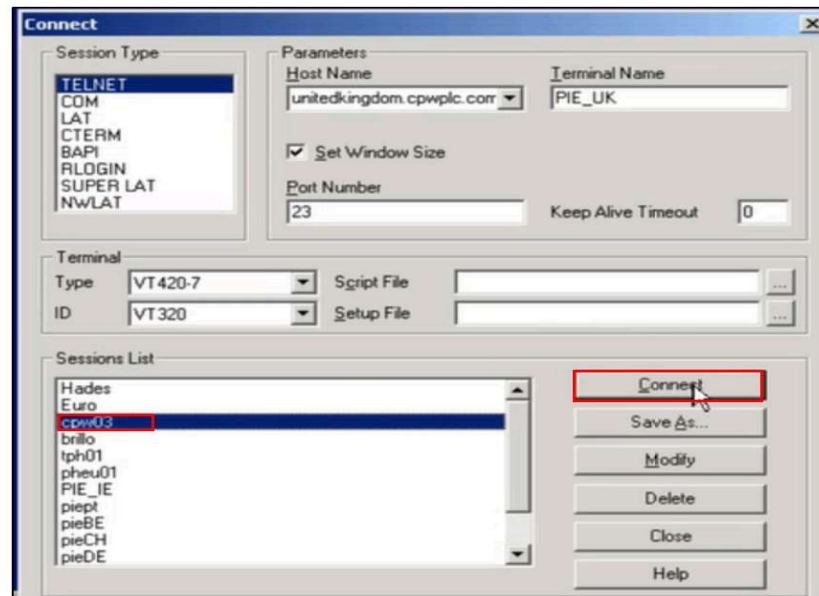 Connect
Session Type
TELNET
COM
LAT
CTERM
BAPI
RLOGIN
SUPER LAT
NWLAT
Parameters
Host Name
unitedkingdom.cpwplc.com
Terminal Name
PIE_UK
Set Window Size
Port Number
23
Keep Alive Timeout 0
Terminal
Type VT420-7 Script File ...
ID VT320 Setup File ...
Sessions List
Hades
Euro
cpw03
brillo
tph01
pheu01
PIE_IE
piept
pieBE
pieCH
pieDE
Connect
Save As...
Modify
Delete
Close
Help